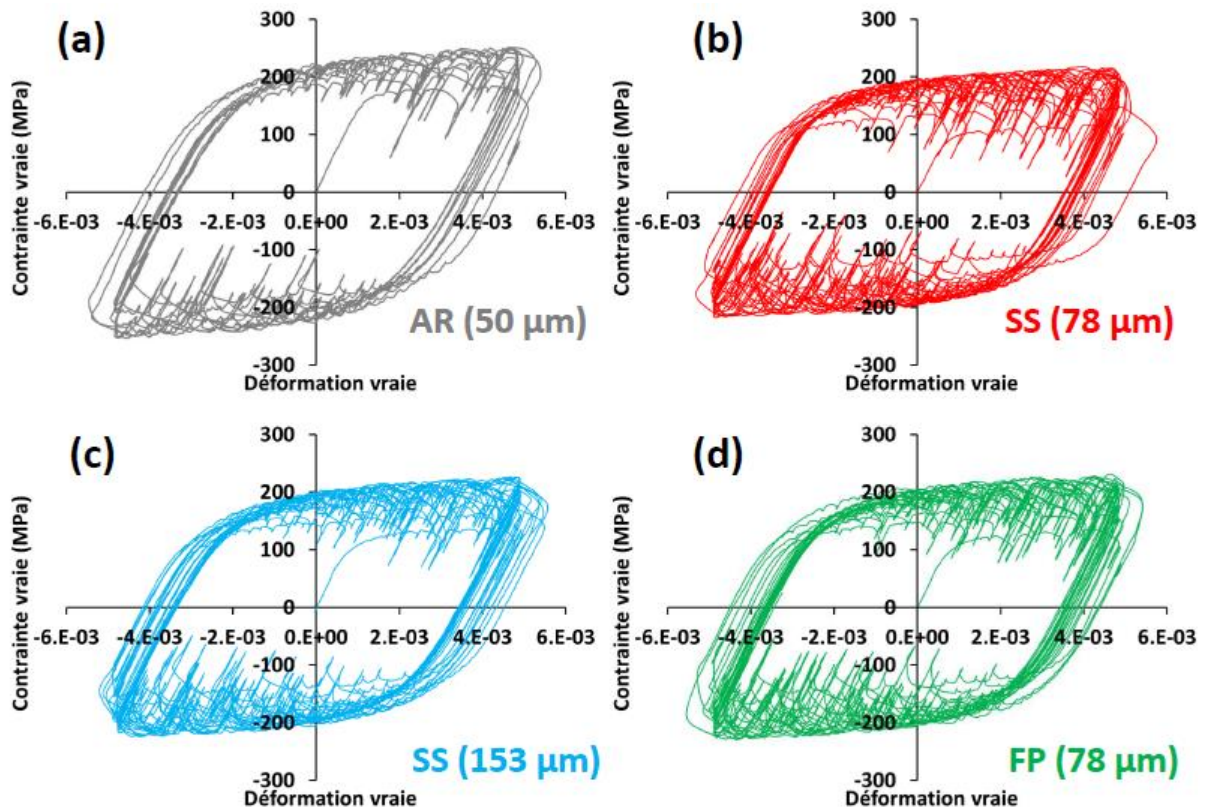 (a)
Contrainte vraie (MPa)
300
200
100
0
-100
-200
-300
-6.E-03 -4.E-03 -2.E-03 0.E+00 2.E-03 4.E-03 6.E-03
AR (50 µm)
Déformation vraie
(b)
Contrainte vraie (MPa)
300
200
100
0
-100
-200
-300
-6.E-03 -4.E-03 -2.E-03 0.E+00 2.E-03 4.E-03 6.E-03
SS (78 µm)
Déformation vraie
(c)
Contrainte vraie (MPa)
300
200
100
0
-100
-200
-300
-6.E-03 -4.E-03 -2.E-03 0.E+00 2.E-03 4.E-03 6.E-03
SS (153 µm)
Déformation vraie
(d)
Contrainte vraie (MPa)
300
200
100
0
-100
-200
-300
-6.E-03 -4.E-03 -2.E-03 0.E+00 2.E-03 4.E-03 6.E-03
FP (78 µm)
Déformation vraie